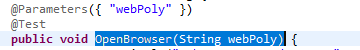 @Parameters({ "webPoly" })
@Test
public void OpenBrowser(String webPoly) {